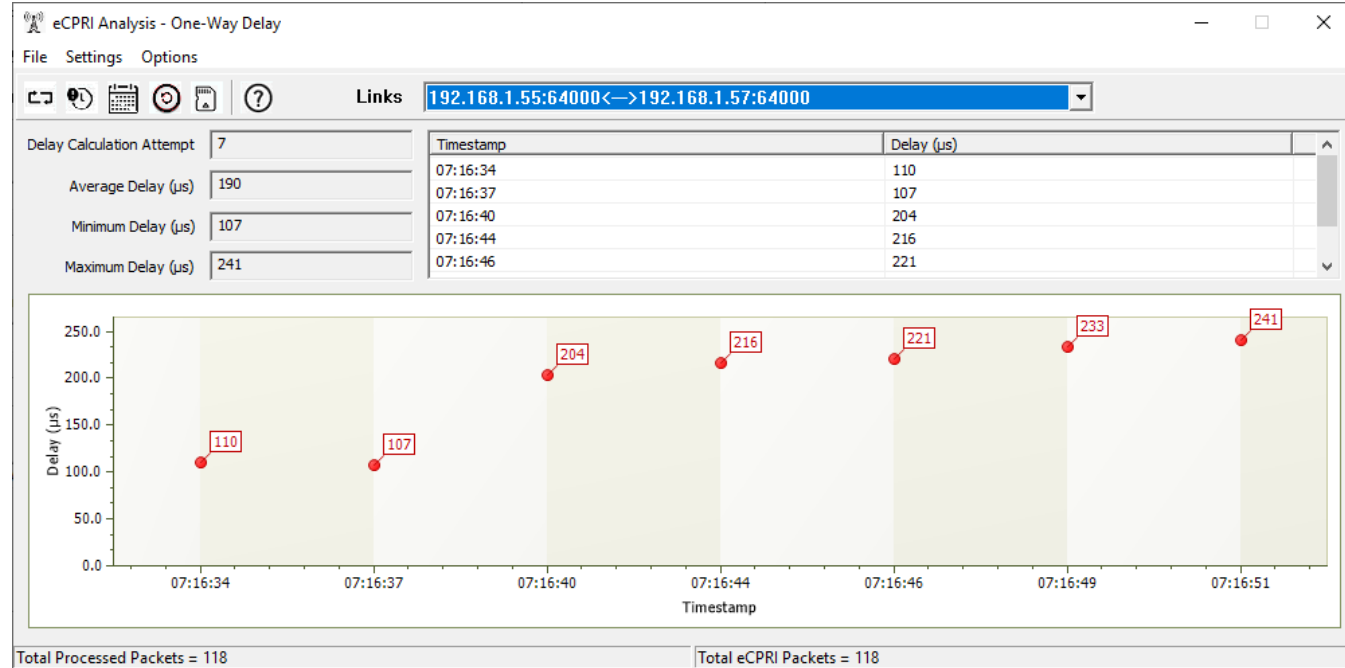 eCPRI Analysis - One-Way Delay
File Settings Options
Links 192.168.1.55:64000<-->192.168.1.57:64000
Delay Calculation Attempt 7
Average Delay (µs) 190
Minimum Delay (µs) 107
Maximum Delay (µs) 241
Timestamp Delay (µs)
07:16:34 110
07:16:37 107
07:16:40 204
07:16:44 216
07:16:46 221
250.0
200.0
150.0
100.0
50.0
0.0
Delay (µs)
110
107
204
216
221
233
241
07:16:34 07:16:37 07:16:40 07:16:44 07:16:46 07:16:49 07:16:51
Timestamp
Total Processed Packets = 118
Total eCPRI Packets = 118